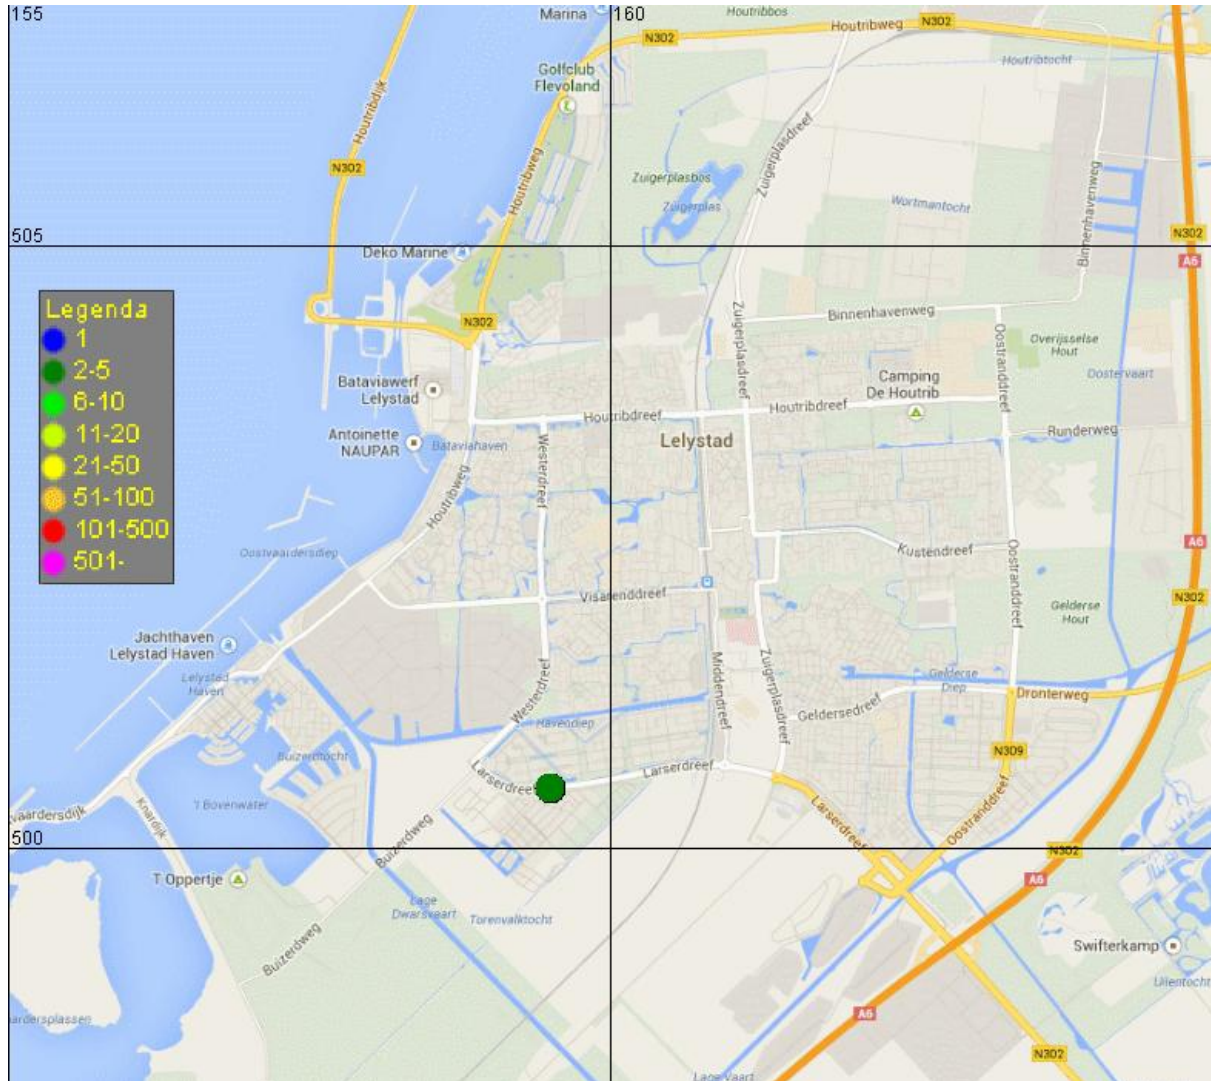 155
Marina
160
Houtribbos
Houtribweg
N302
N302
N302
Houtribtocht
Golfclub
Flevoland
Houtribdijk
N302
Houtribweg
Zuigerplasdreef
Zuigerplasbos
Zuigerplas
Wortmantocht
Binnenhavenweg
N302
505
Deko Marine
A6
Legenda
1
2-5
6-10
11-20
21-50
51-100
101-500
501-
N302
Zuigerplasdreef
Binnenhavenweg
Oostranddreef
Overijsselse
Hout
Oostervaart
Bataviawerf
Lelystad
Camping
De Houtrib
Houtribdreef
Houtribdreef
Antoinette
NAUPAR
Bataviahaven
Westerdreef
Lelystad
Runderweg
Houtribweg
Oostvaardersdiep
Kustendreef
Oostranddreef
A6
Visarenddreef
N302
Gelderse
Hout
Jachthaven
Lelystad Haven
Lelystad
Haven
Westerdreef
Middendreef
Zuigerplasdreef
Gelderse
Diep
Dronterweg
Geldersedreef
Havendiep
Buizerttocht
N309
Larserdreef
Larserdreef
't Bovenwater
vaardersdijk
Knardijk
Buizerdweg
Larserdreef
Oostranddreef
500
N302
T Oppertje
A6
Lage
Dwarsvaart
Torenvalktocht
Buizerdweg
Swifterkamp
Uilentocht
aardersplassen
A6
N302
Lage Vaart